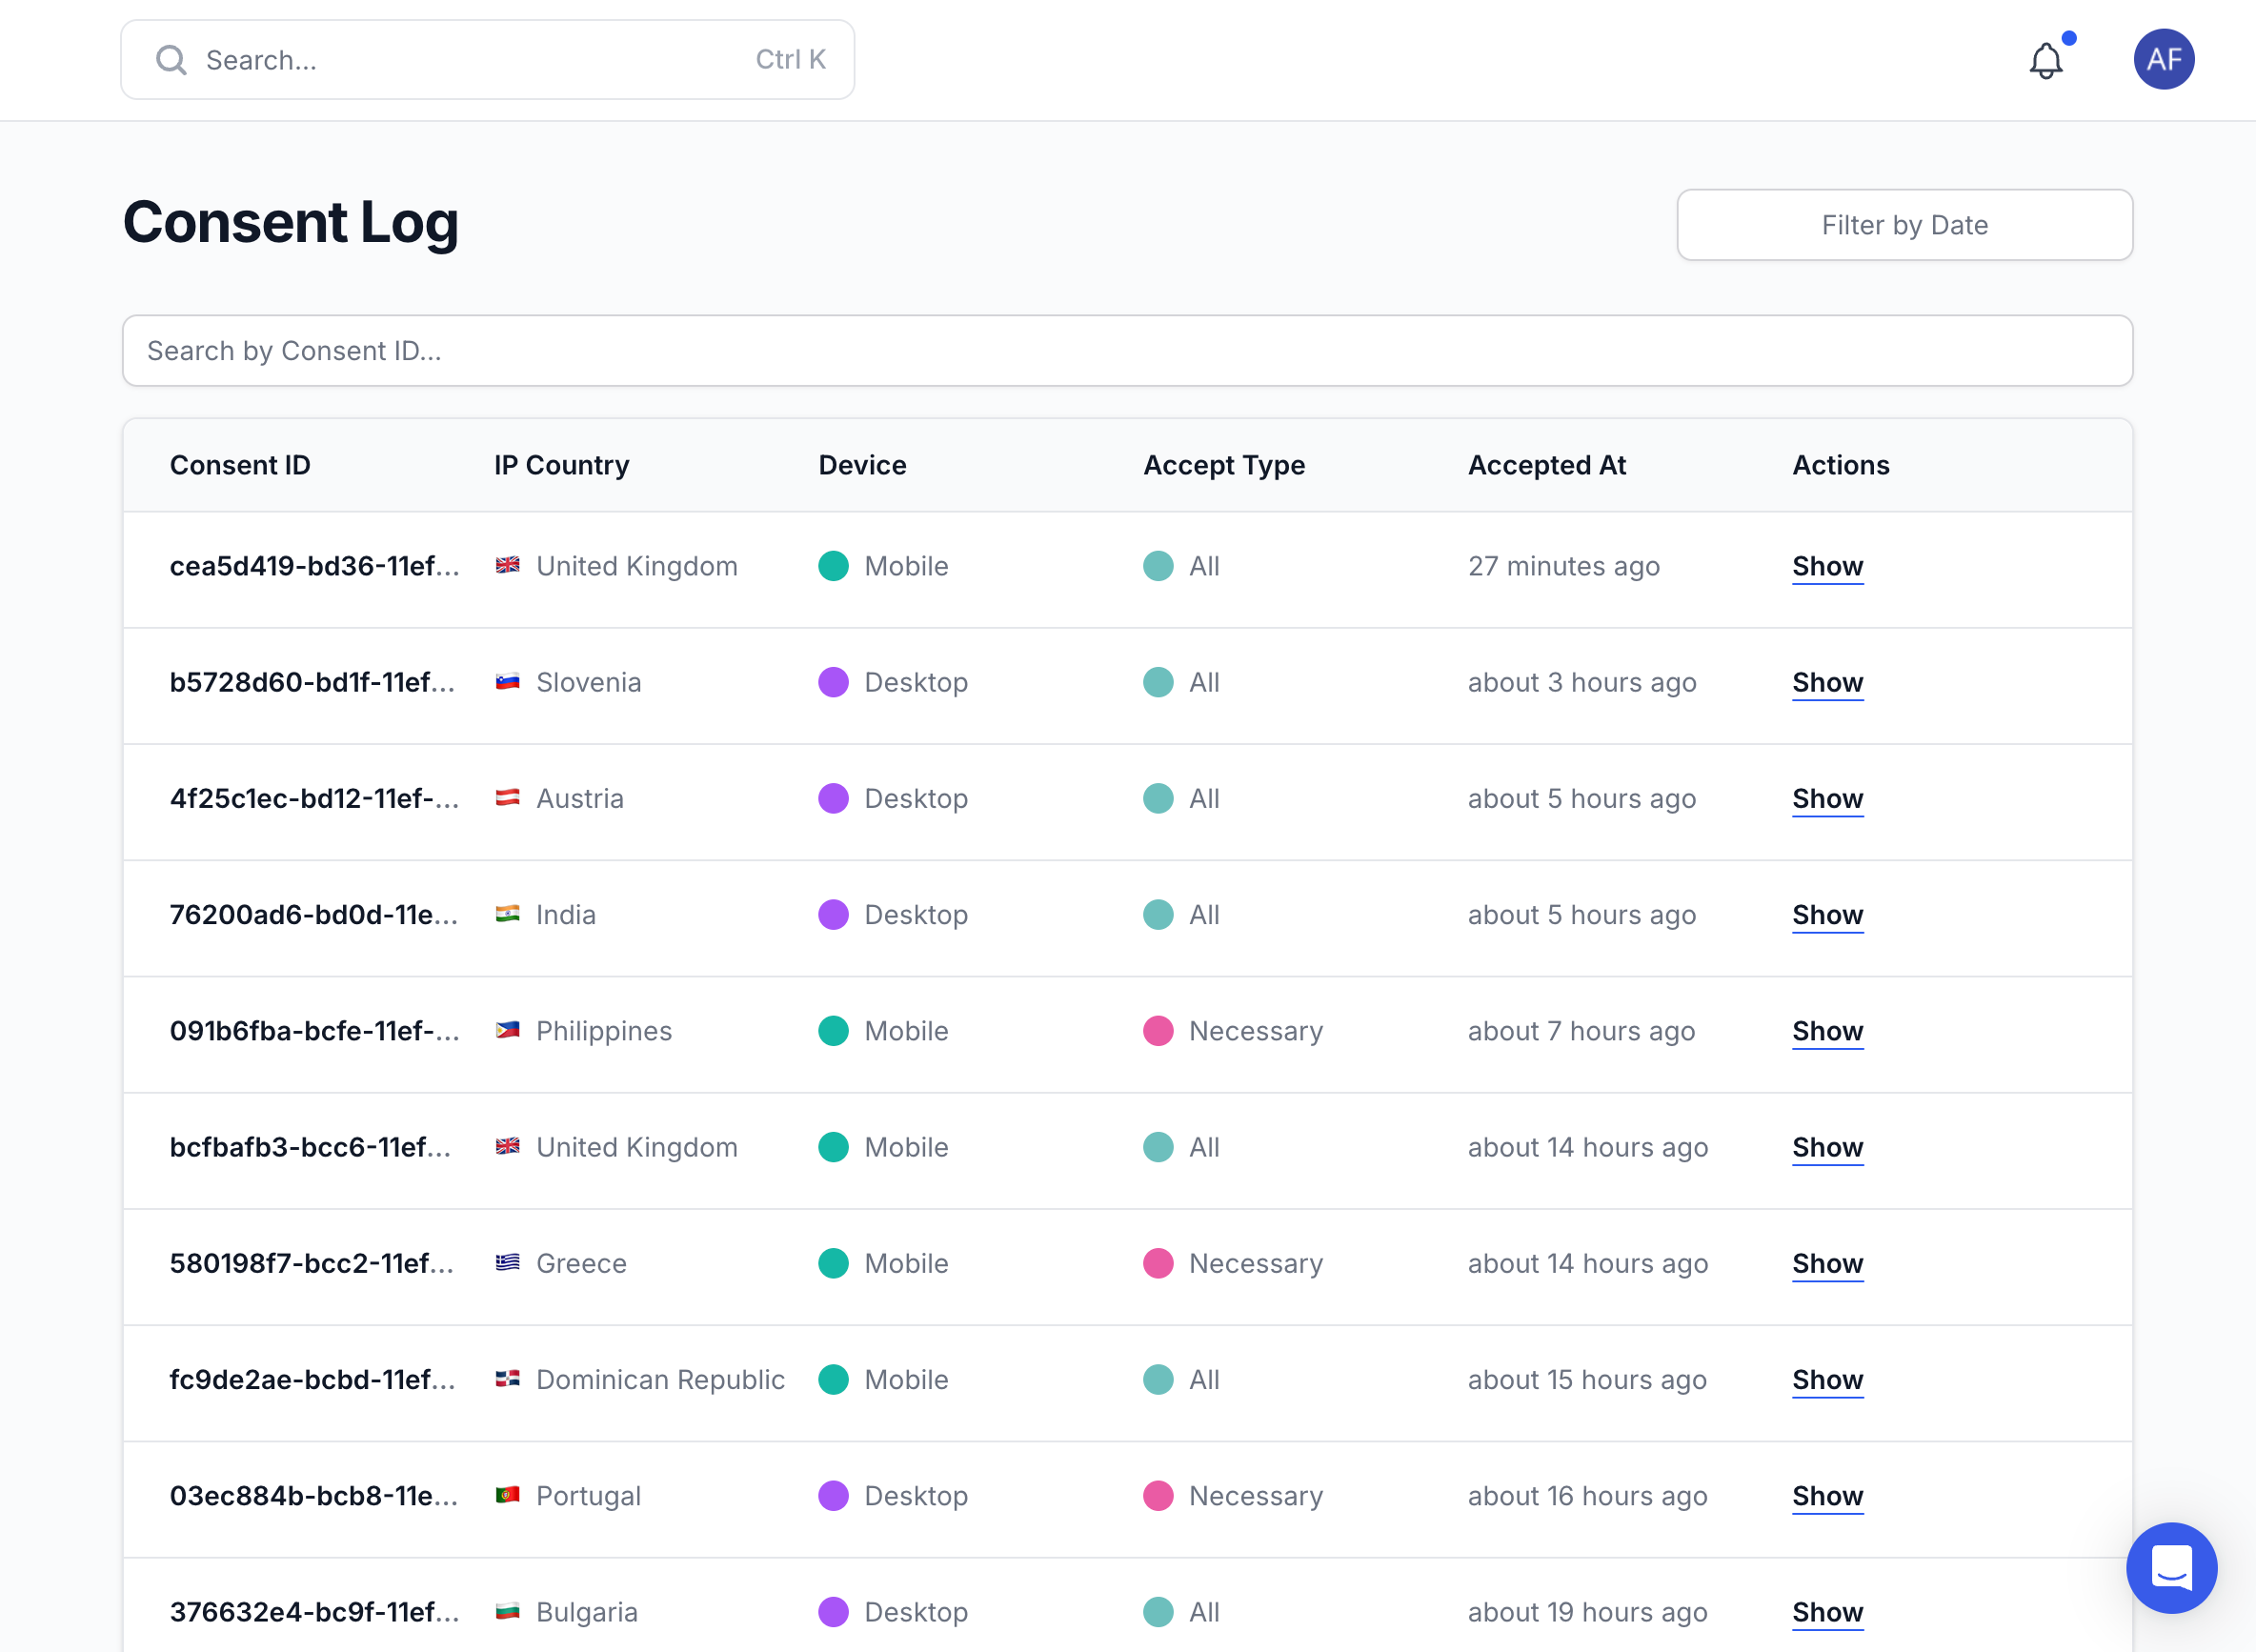 Search... Ctrl K AF
Consent Log Filter by Date
Search by Consent ID...
Consent ID IP Country Device Accept Type Accepted At Actions
cea5d419-bd36-11ef... United Kingdom Mobile All 27 minutes ago Show
b5728d60-bd1f-11ef... Slovenia Desktop All about 3 hours ago Show
4f25c1ec-bd12-11ef-... Austria Desktop All about 5 hours ago Show
76200ad6-bd0d-11e... India Desktop All about 5 hours ago Show
091b6fba-bcfe-11ef-... Philippines Mobile Necessary about 7 hours ago Show
bcfbafb3-bcc6-11ef... United Kingdom Mobile All about 14 hours ago Show
580198f7-bcc2-11ef... Greece Mobile Necessary about 14 hours ago Show
fc9de2ae-bcbd-11ef... Dominican Republic Mobile All about 15 hours ago Show
03ec884b-bcb8-11e... Portugal Desktop Necessary about 16 hours ago Show
376632e4-bc9f-11ef... Bulgaria Desktop All about 19 hours ago Show